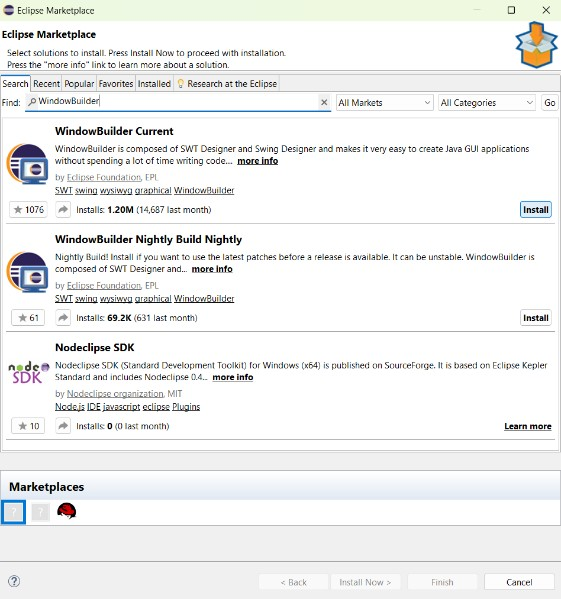 Eclipse Marketplace
Eclipse Marketplace
Select solutions to install. Press Install Now to proceed with installation.
Press the "more info" link to learn more about a solution.
Search Recent Popular Favorites Installed Research at the Eclipse
Find: WindowBuilder All Markets All Categories Go
WindowBuilder Current
WindowBuilder is composed of SWT Designer and Swing Designer and makes it very easy to create Java GUI applications
without spending a lot of time writing code... more info
by Eclipse Foundation, EPL
SWT swing wysiwyg graphical WindowBuilder
1076 Installs: 1.20M (14,687 last month) Install
WindowBuilder Nightly Build Nightly
Nightly Build! Install if you want to use the latest patches before a release is available. It can be unstable. WindowBuilder is
composed of SWT Designer and... more info
by Eclipse Foundation, EPL
SWT swing wysiwyg graphical WindowBuilder
61 Installs: 69.2K (631 last month) Install
node
SDK
Nodeclipse SDK
Nodeclipse SDK (Standard Development Toolkit) for Windows (x64) is published on SourceForge. It is based on Eclipse Kepler
Standard and includes Nodeclipse 0.4... more info
by Nodeclipse organization, MIT
Node.js IDE javascript eclipse Plugins
10 Installs: 0 (0 last month) Learn more
Marketplaces
? ?
? < Back Install Now > Finish Cancel